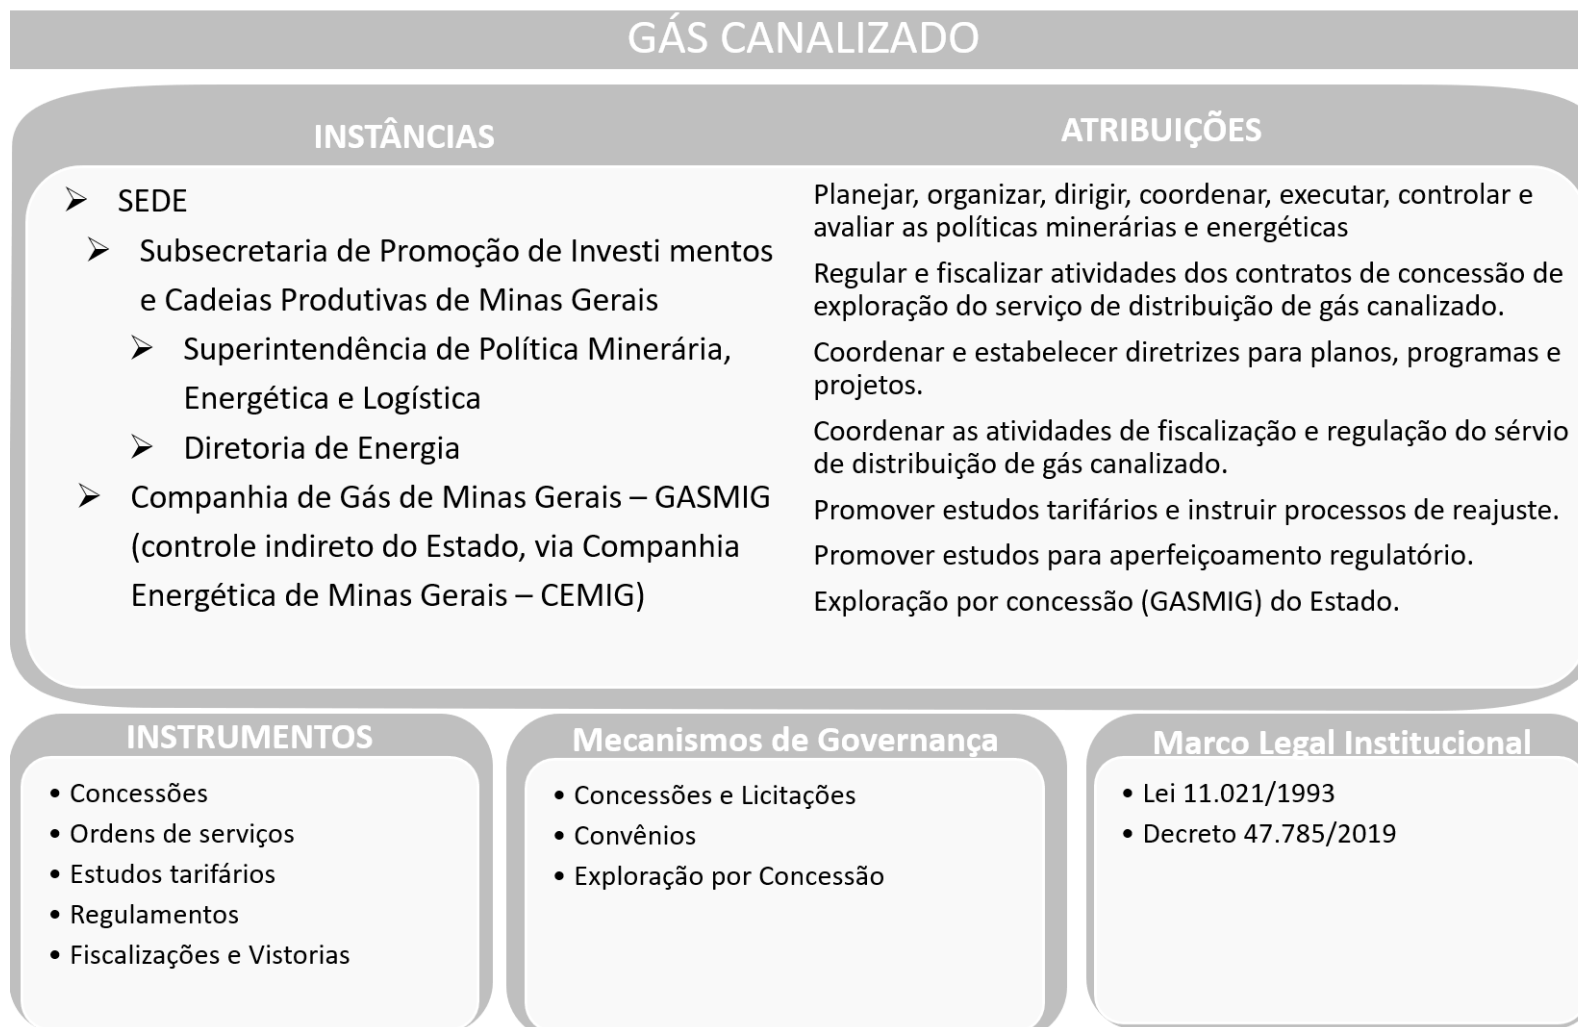 GÁS CANALIZADO
INSTÂNCIAS
➢ SEDE
➢ Subsecretaria de Promoção de Investi mentos
e Cadeias Produtivas de Minas Gerais
➢ Superintendência de Política Minerária,
Energética e Logística
➢ Diretoria de Energia
➢ Companhia de Gás de Minas Gerais – GASMIG
(controle indireto do Estado, via Companhia
Energética de Minas Gerais – CEMIG)
ATRIBUIÇÕES
Planejar, organizar, dirigir, coordenar, executar, controlar e
avaliar as políticas minerárias e energéticas
Regular e fiscalizar atividades dos contratos de concessão de
exploração do serviço de distribuição de gás canalizado.
Coordenar e estabelecer diretrizes para planos, programas e
projetos.
Coordenar as atividades de fiscalização e regulação do sérvio
de distribuição de gás canalizado.
Promover estudos tarifários e instruir processos de reajuste.
Promover estudos para aperfeiçoamento regulatório.
Exploração por concessão (GASMIG) do Estado.
INSTRUMENTOS
• Concessões
• Ordens de serviços
• Estudos tarifários
• Regulamentos
• Fiscalizações e Vistorias
Mecanismos de Governança
• Concessões e Licitações
• Convênios
• Exploração por Concessão
Marco Legal Institucional
• Lei 11.021/1993
• Decreto 47.785/2019